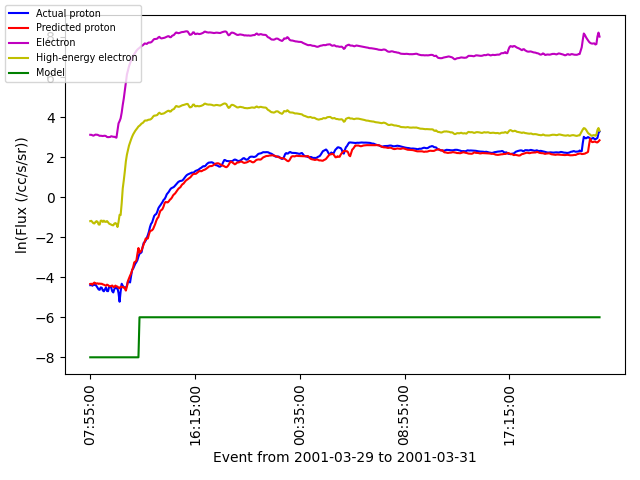 Actual proton
Predicted proton
Electron
High-energy electron
Model
6
4
2
0
−2
−4
−6
−8
ln(Flux (/cc/s/sr))
07:55:00
16:15:00
00:35:00
08:55:00
17:15:00
Event from 2001-03-29 to 2001-03-31